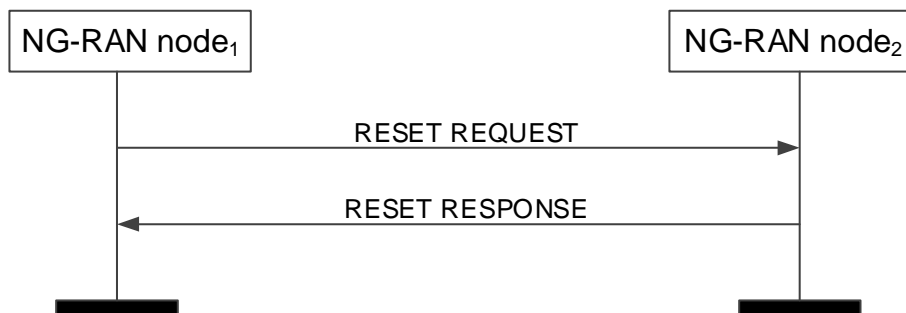 NG-RAN node₁
NG-RAN node₂
RESET REQUEST
RESET RESPONSE